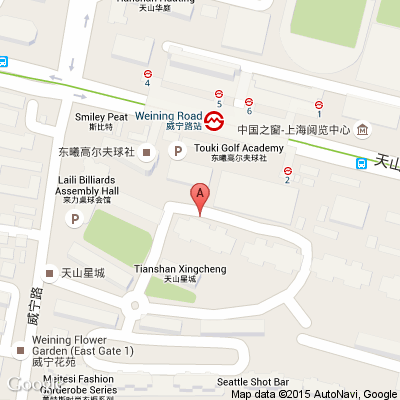 Tianshan Huating
天山华庭
4
5
6
1
Weining Road
威宁路站
Smiley Peat
斯比特
中国之窗-上海阅览中心
东曦高尔夫球社
P
Touki Golf Academy
东曦高尔夫球社
天山
2
Laili Billiards
Assembly Hall
来力桌球会馆
P
A
Tianshan Xingcheng
天山星城
天山星城
威宁路
Weining Flower
Garden (East Gate 1)
威宁花苑
Meitesi Fashion
Garderobe Series
Seattle Shot Bar
Google
©2015 AutoNavi, Google